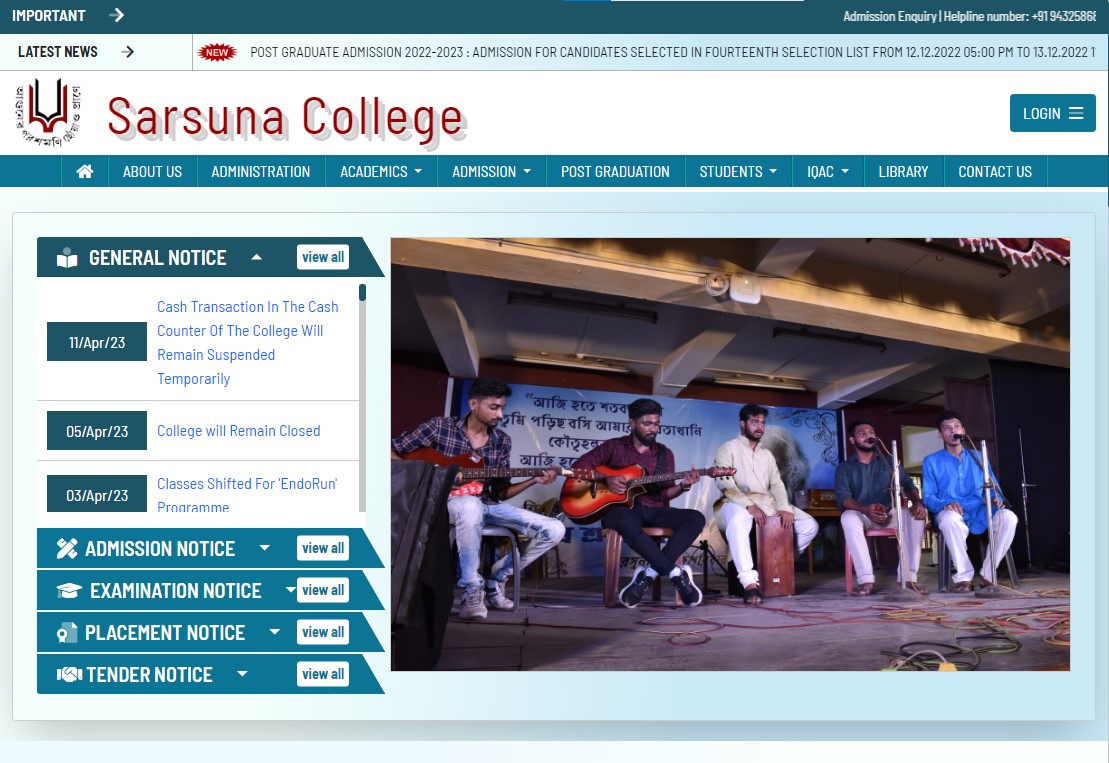 IMPORTANT
Admission Enquiry | Helpline number: +91 94325868
LATEST NEWS
NEW POST GRADUATE ADMISSION 2022-2023 : ADMISSION FOR CANDIDATES SELECTED IN FOURTEENTH SELECTION LIST FROM 12.12.2022 05:00 PM TO 13.12.2022 1
Sarsuna College
LOGIN
ABOUT US ADMINISTRATION ACADEMICS ADMISSION POST GRADUATION STUDENTS IQAC LIBRARY CONTACT US
GENERAL NOTICE view all
11/Apr/23
Cash Transaction In The Cash
Counter Of The College Will
Remain Suspended
Temporarily
05/Apr/23 College will Remain Closed
03/Apr/23
Classes Shifted For 'EndoRun'
Programme
ADMISSION NOTICE view all
EXAMINATION NOTICE view all
PLACEMENT NOTICE view all
TENDER NOTICE view all
"আজি হতে শতব
তুমি পড়িছ বসি আমার
কৌতূহল
আজি হতে